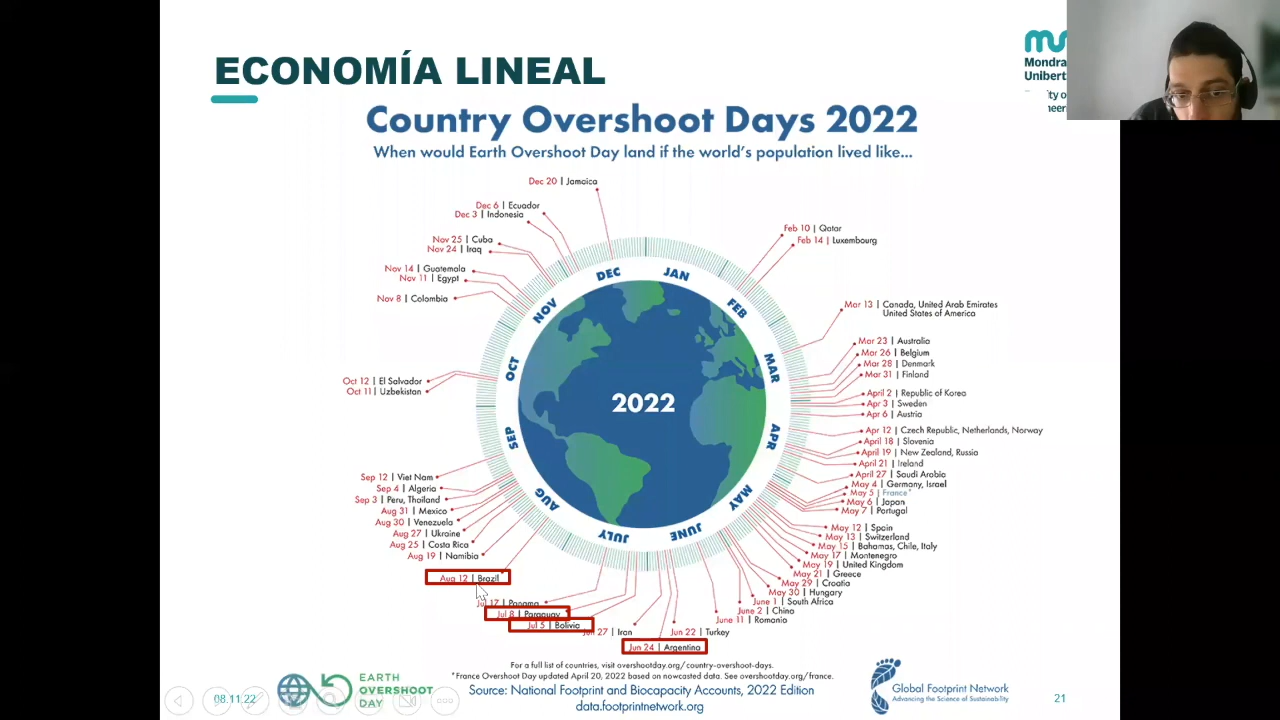 ECONOMÍA LINEAL
Mondra
Unibert
Country Overshoot Days 2022
When would Earth Overshoot Day land if the world's population lived like...
Dec 20 | Jamaica
Dec 6 | Ecuador
Dec 3 | Indonesia
Nov 25 | Cuba
Nov 24 | Iraq
Nov 14 | Guatemala
Nov 11 | Egypt
Nov 8 | Colombia
Oct 12 | El Salvador
Oct 11 | Uzbekistan
Sep 12 | Viet Nam
Sep 4 | Algeria
Sep 3 | Peru, Thailand
Aug 31 | Mexico
Aug 30 | Venezuela
Aug 27 | Ukraine
Aug 25 | Costa Rica
Aug 19 | Namibia
Aug 12 | Brazil
Jul 17 | Panama
Jul 8 | Paraguay
Jul 5 | Bolivia
Jun 27 | Iran
Jun 24 | Argentina
Jun 22 | Turkey
Feb 10 | Qatar
Feb 14 | Luxembourg
Mar 13 | Canada, United Arab Emirates
United States of America
Mar 23 | Australia
Mar 26 | Belgium
Mar 28 | Denmark
Mar 31 | Finland
April 2 | Republic of Korea
Apr 3 | Sweden
Apr 6 | Austria
Apr 12 | Czech Republic, Netherlands, Norway
April 18 | Slovenia
April 19 | New Zealand, Russia
April 21 | Ireland
April 27 | Saudi Arabia
May 4 | Germany, Israel
May 5 | France*
May 6 | Japan
May 7 | Portugal
May 12 | Spain
May 13 | Switzerland
May 15 | Bahamas, Chile, Italy
May 17 | Montenegro
May 19 | United Kingdom
May 21 | Greece
May 29 | Croatia
May 30 | Hungary
June 1 | South Africa
June 2 | China
June 11 | Romania
JAN
FEB
MAR
APR
MAY
JUNE
JULY
AUG
SEP
OCT
NOV
DEC
2022
For a full list of countries, visit overshootday.org/country-overshoot-days.
*France Overshoot Day updated April 20, 2022 based on nowcasted data. See overshootday.org/france.
Source: National Footprint and Biocapacity Accounts, 2022 Edition
data.footprintnetwork.org
EARTH
OVERSHOOT
DAY
08.11.22
Global Footprint Network
Advancing the Science of Sustainability
21